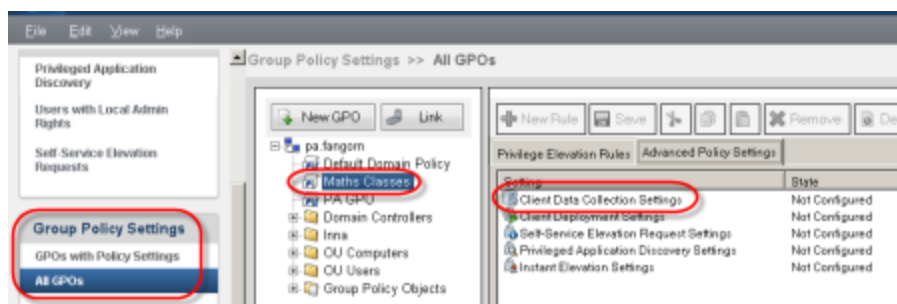 File Edit View Help
Privileged Application
Discovery
Users with Local Admin
Rights
Self-Service Elevation
Requests
Group Policy Settings
GPOs with Policy Settings
All GPOs
Group Policy Settings >> All GPOs
New GPO Link
pa.fangorn
Default Domain Policy
Maths Classes
PA GPO
Domain Controllers
Inna
OU Computers
OU Users
Group Policy Objects
New Rule Save Remove De
Privilege Elevation Rules Advanced Policy Settings
Setting State
Client Data Collection Settings Not Configured
Client Deployment Settings Not Configured
Self-Service Elevation Request Settings Not Configured
Privileged Application Discovery Settings Not Configured
Instant Elevation Settings Not Configured